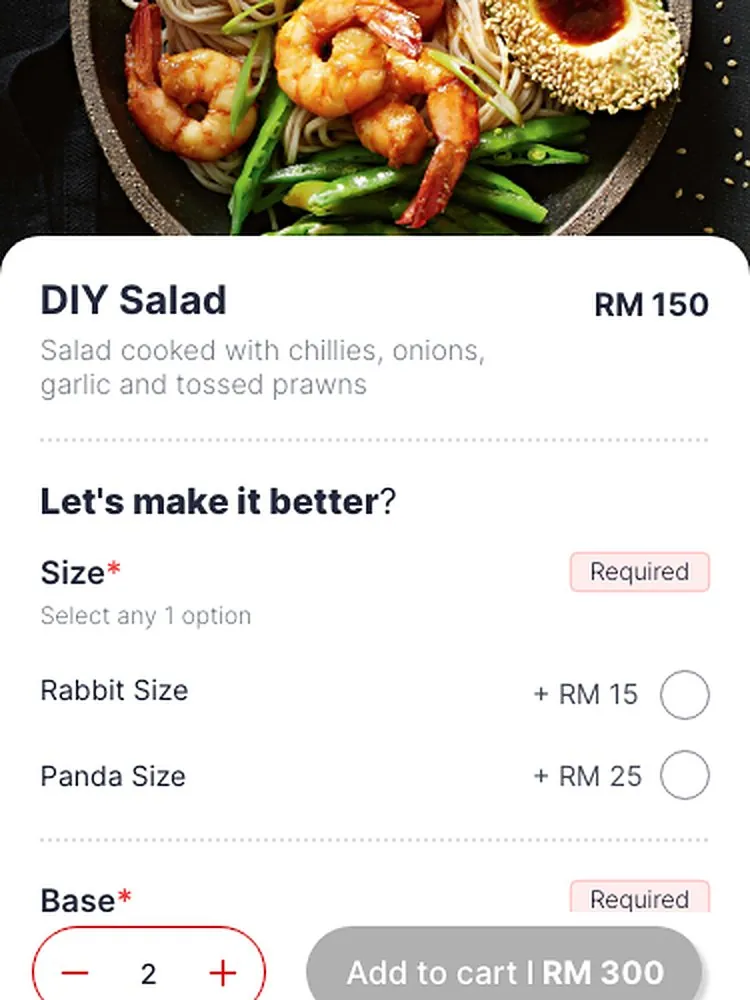 DIY Salad
RM 150
Salad cooked with chillies, onions,
garlic and tossed prawns
Let's make it better?
Size*
Required
Select any 1 option
Rabbit Size
+ RM 15
Panda Size
+ RM 25
Base*
Required
2
Add to cart | RM 300